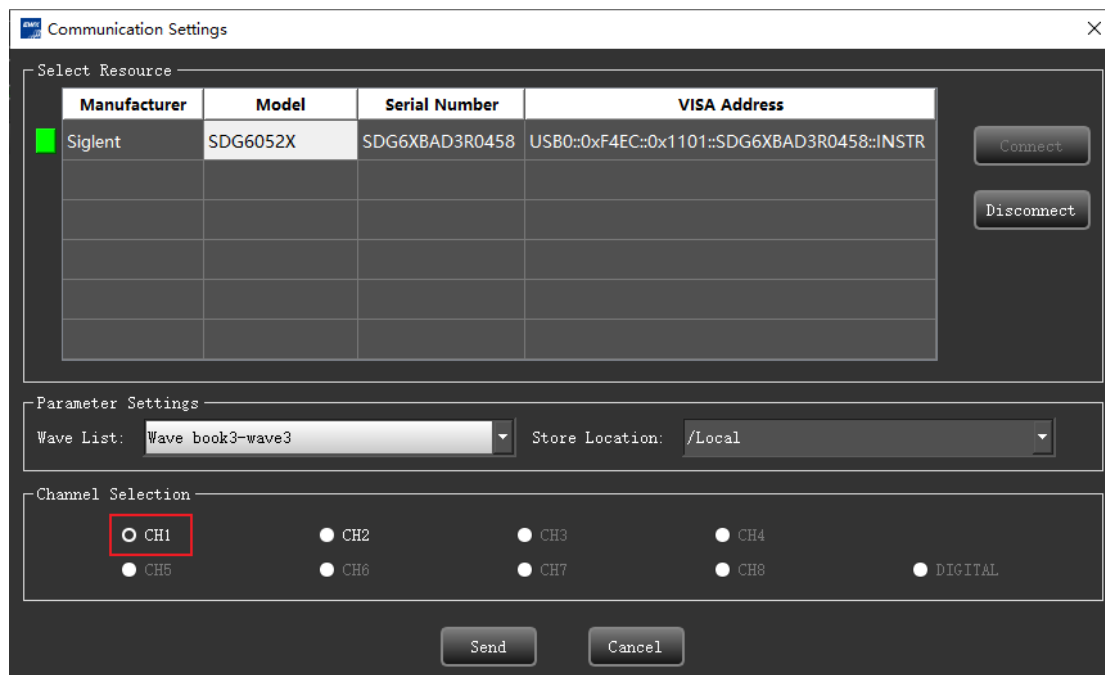 Communication Settings
Select Resource
Manufacturer Model Serial Number VISA Address
Siglent SDG6052X SDG6XBAD3R0458 USB0::0xF4EC::0x1101::SDG6XBAD3R0458::INSTR
Connect
Disconnect
Parameter Settings
Wave List: Wave book3-wave3 Store Location: /Local
Channel Selection
CH1 CH2 CH3 CH4
CH5 CH6 CH7 CH8 DIGITAL
Send Cancel